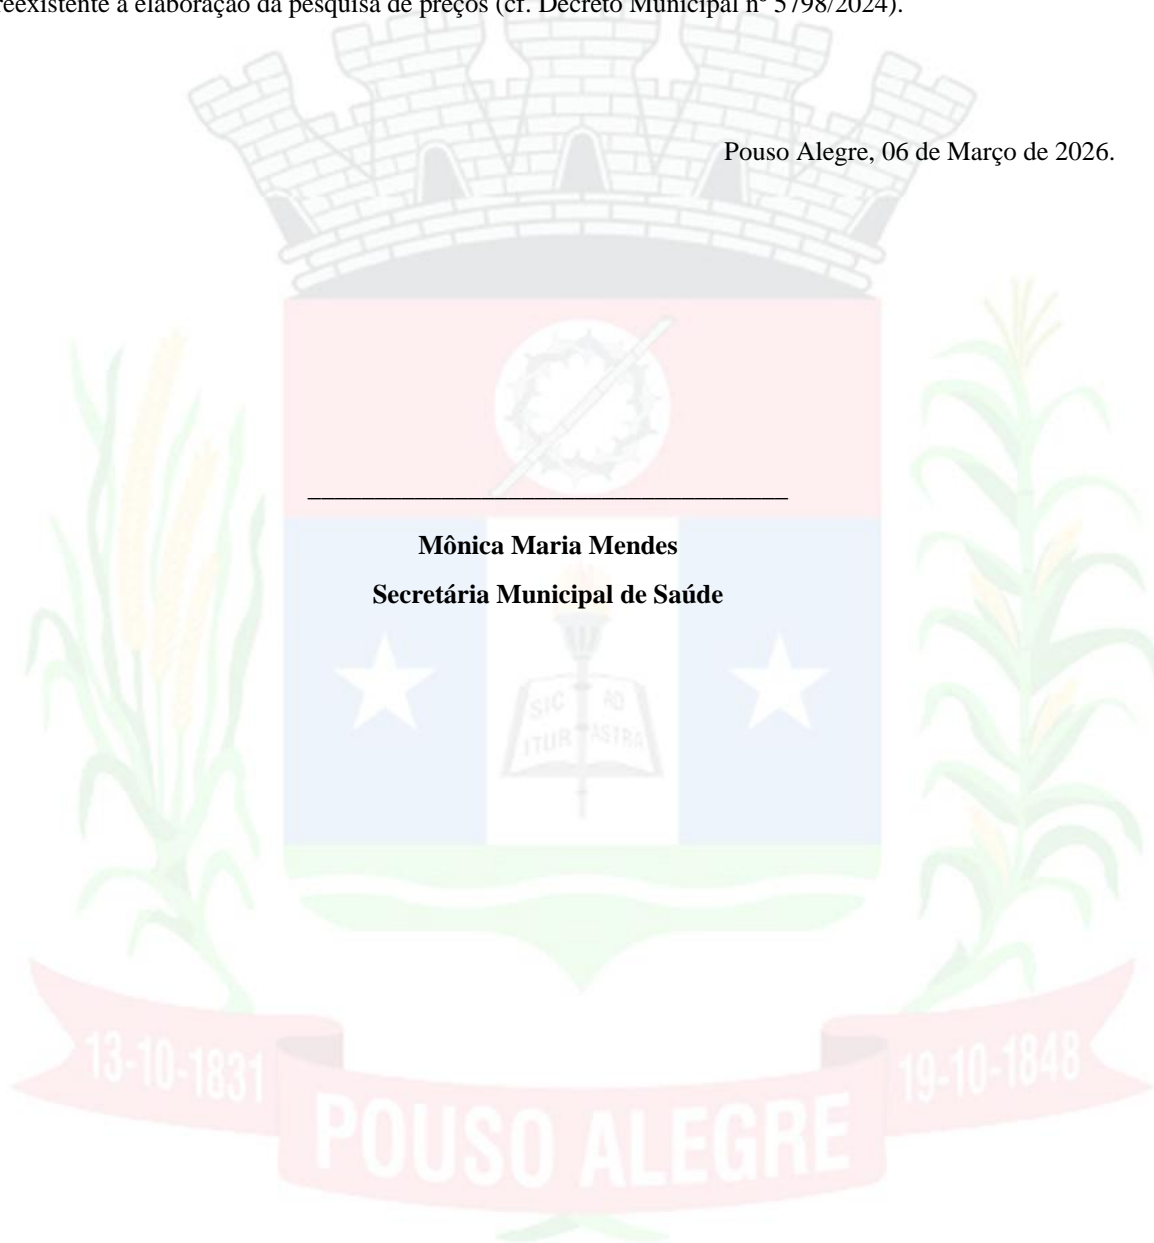 elaboração da pesquisa de preços (cf. Decreto Municipal nº 5798/2024).
Pouso Alegre, 06 de Março de 2026.
________________________________________
Mônica Maria Mendes
Secretária Municipal de Saúde
SIC AD
ITUR ASTRA
13-10-1831
19-10-1848
POUSO ALEGRE